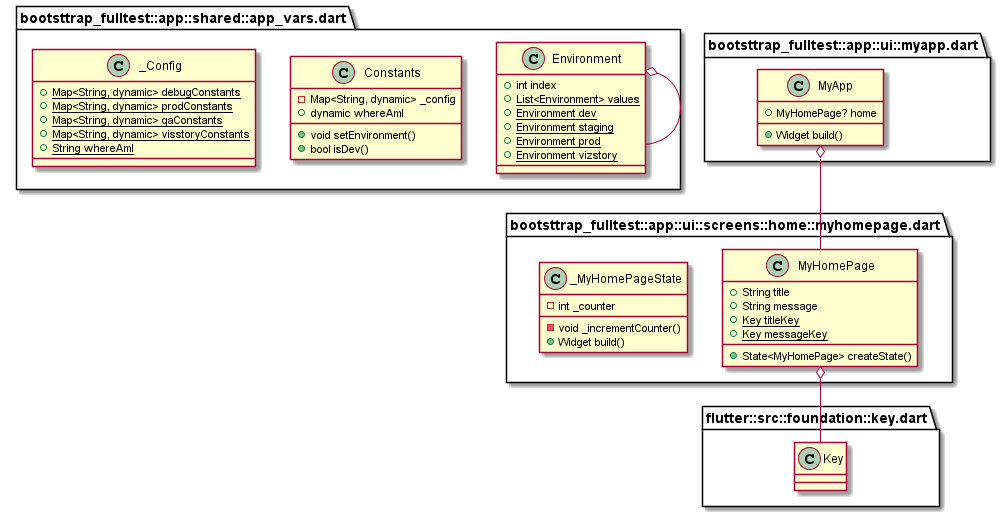 bootsttrap_fulltest::app::shared::app_vars.dart
C _Config
Map<String, dynamic> debugConstants
Map<String, dynamic> prodConstants
Map<String, dynamic> qaConstants
Map<String, dynamic> visstoryConstants
String whereAmI
C Constants
Map<String, dynamic> _config
dynamic whereAmI
void setEnvironment()
bool isDev()
C Environment
int index
List<Environment> values
Environment dev
Environment staging
Environment prod
Environment vizstory
bootsttrap_fulltest::app::ui::myapp.dart
C MyApp
MyHomePage? home
Widget build()
bootsttrap_fulltest::app::ui::screens::home::myhomepage.dart
C _MyHomePageState
int _counter
void _incrementCounter()
Widget build()
C MyHomePage
String title
String message
Key titleKey
Key messageKey
State<MyHomePage> createState()
flutter::src::foundation::key.dart
C Key